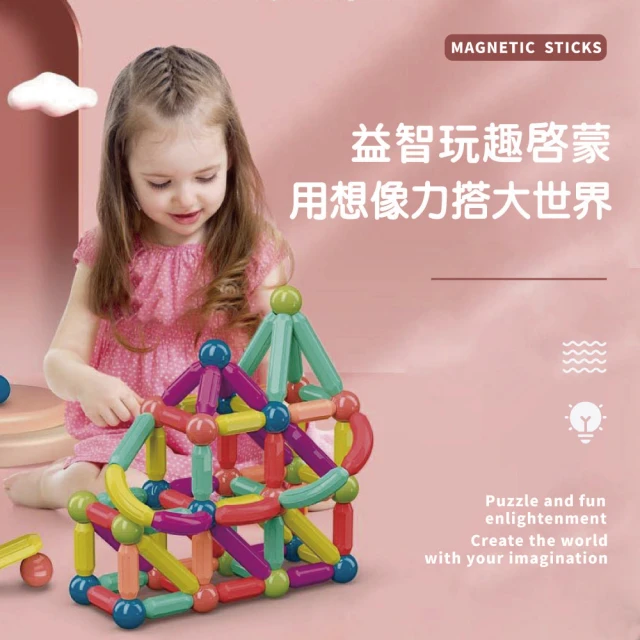 MAGNETIC STICKS
益智玩趣啓蒙
用想像力搭大世界
Puzzle and fun
enlightenment
Create the world
with your imagination